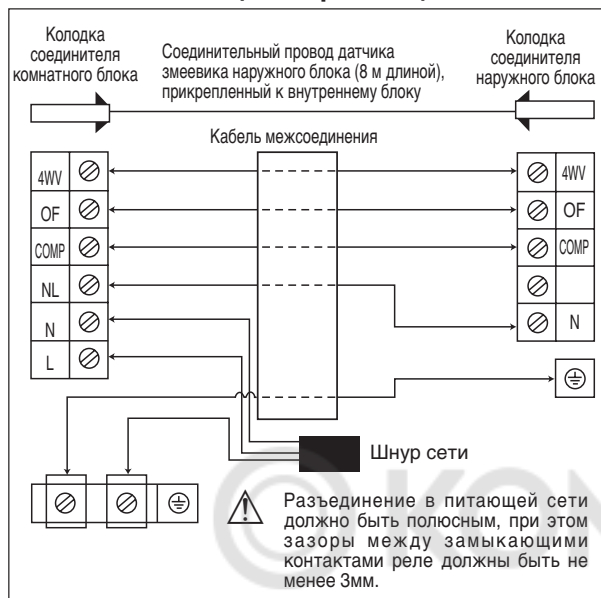 Колодка
соединителя
комнатного блока
Соединительный провод датчика
змеевика наружного блока (8 м длиной),
прикрепленный к внутреннему блоку
Колодка
соединителя
наружного блока
Кабель межсоединения
4WV
OF
COMP
NL
N
L
4WV
OF
COMP
N
Шнур сети
Разъединение в питающей сети
должно быть полюсным, при этом
зазоры между замыкающими
контактами реле должны быть не
менее 3мм.
KON